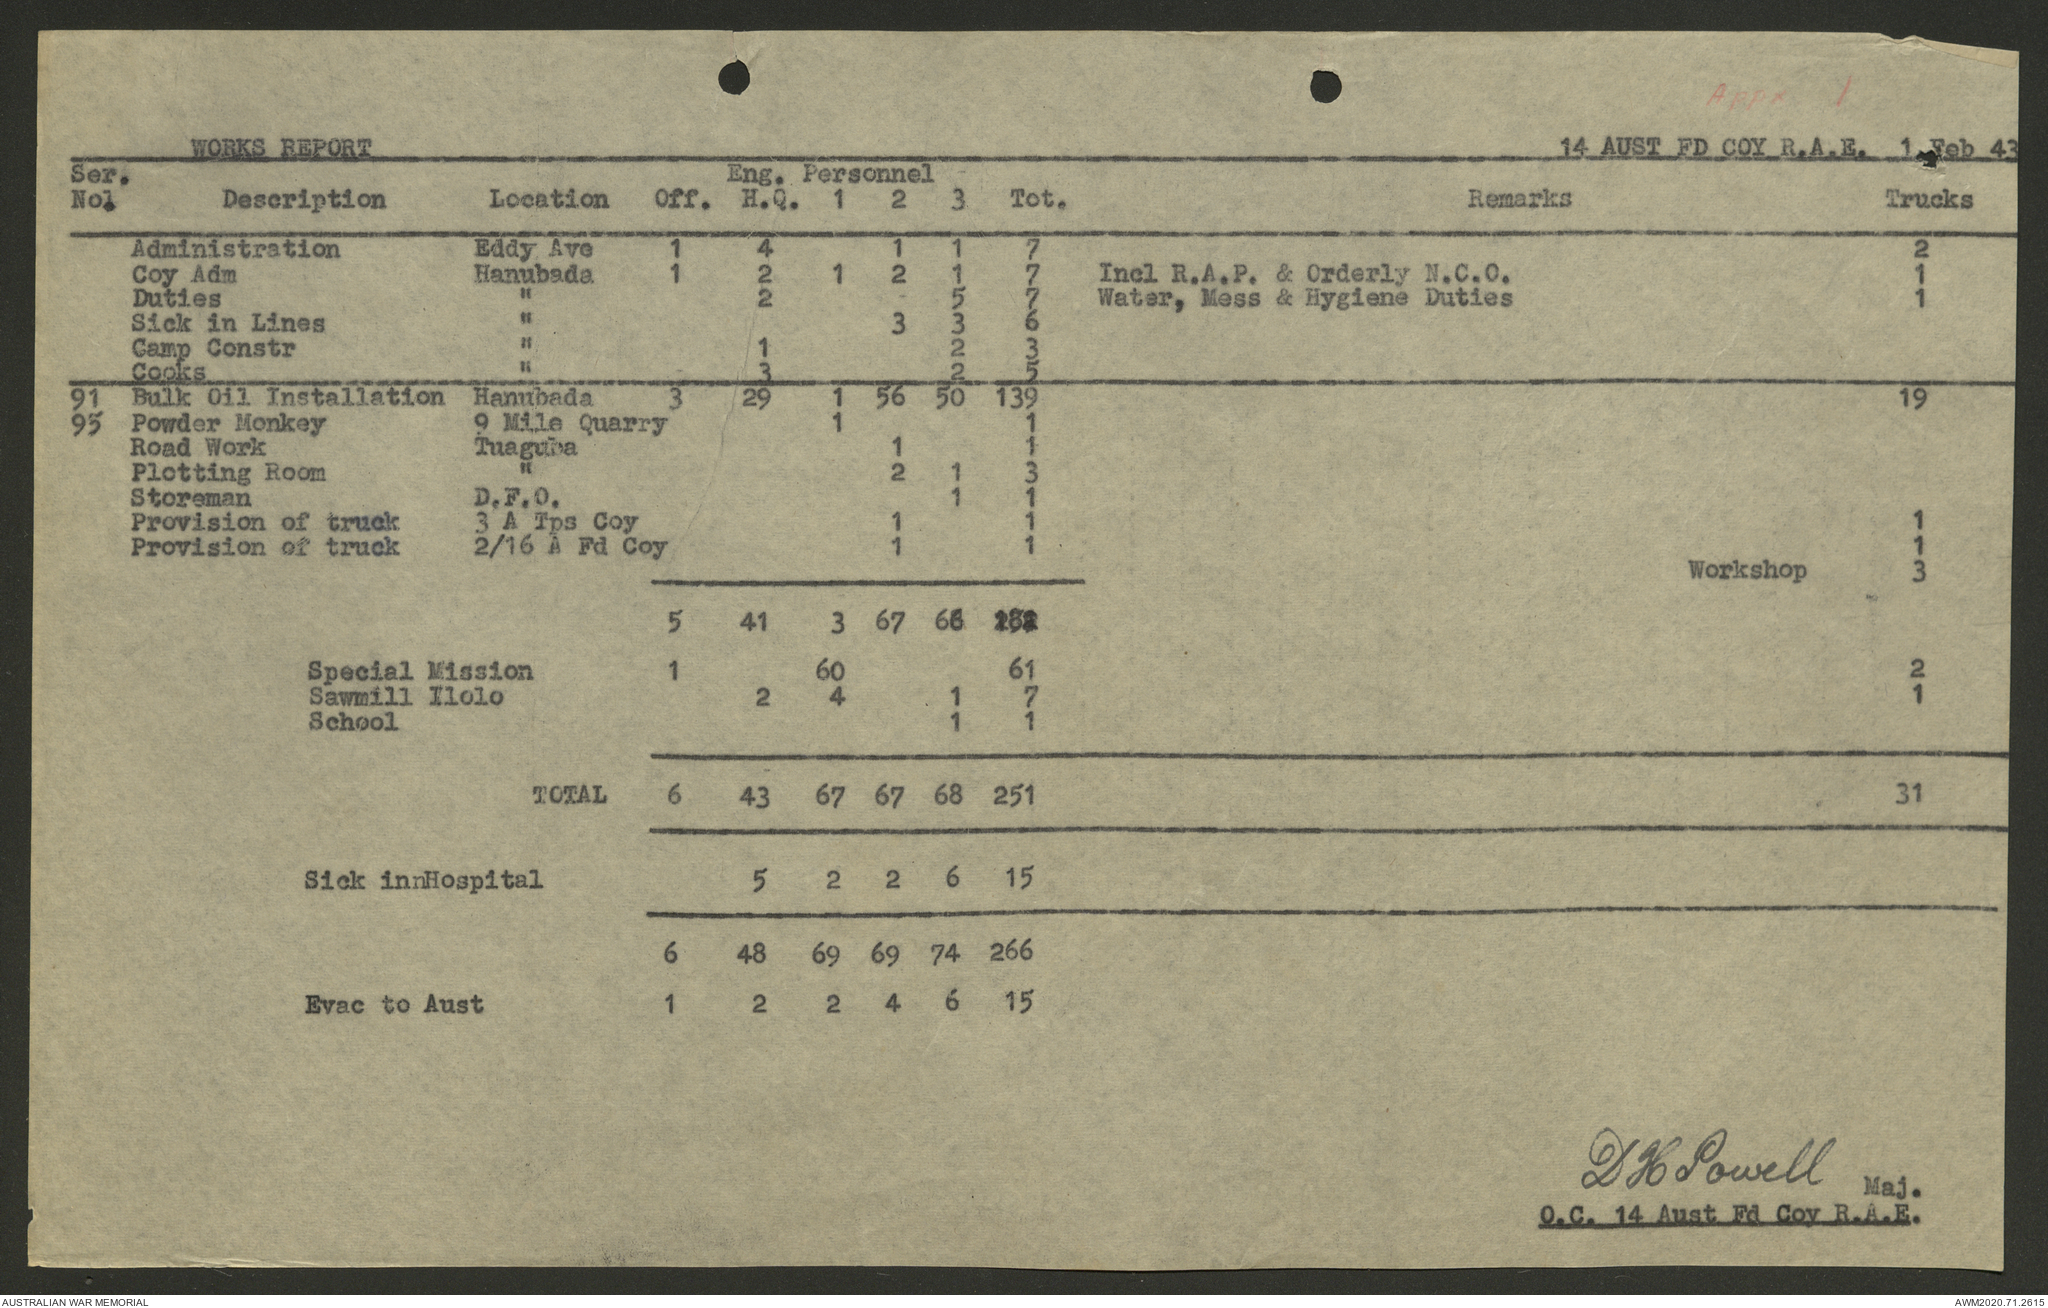 Appx 1
WORKS REPORT 14 AUST FD COY R.A.E. 1 Feb 43
Ser. Eng. Personnel
No. Description Location Off. H.Q. 1 2 3 Tot. Remarks Trucks
Administration Eddy Ave 1 4 1 1 7 2
Coy Adm Hanubada 1 2 1 2 1 7 Incl R.A.P. & Orderly N.C.O. 1
Duties " 2 5 7 Water, Mess & Hygiene Duties 1
Sick in Lines " 3 3 6
Camp Constr " 1 2 3
Cooks " 3 2 5
91 Bulk Oil Installation Hanubada 3 29 1 56 50 139 19
95 Powder Monkey 9 Mile Quarry 1 1
Road Work Tuaguba 1 1
Plotting Room " 2 1 3
Storeman D.F.O. 1 1
Provision of truck 3 A Tps Coy 1 1 1
Provision of truck 2/16 A Fd Coy 1 1 1
Workshop 3
5 41 3 67 66 182
Special Mission 1 60 61 2
Sawmill Ilolo 2 4 1 7 1
School 1 1
TOTAL 6 43 67 67 68 251 31
Sick innHospital 5 2 2 6 15
6 48 69 69 74 266
Evac to Aust 1 2 2 4 6 15
DH Powell Maj.
O.C. 14 Aust Fd Coy R.A.E.
AUSTRALIAN WAR MEMORIAL AWM2020.71.2615